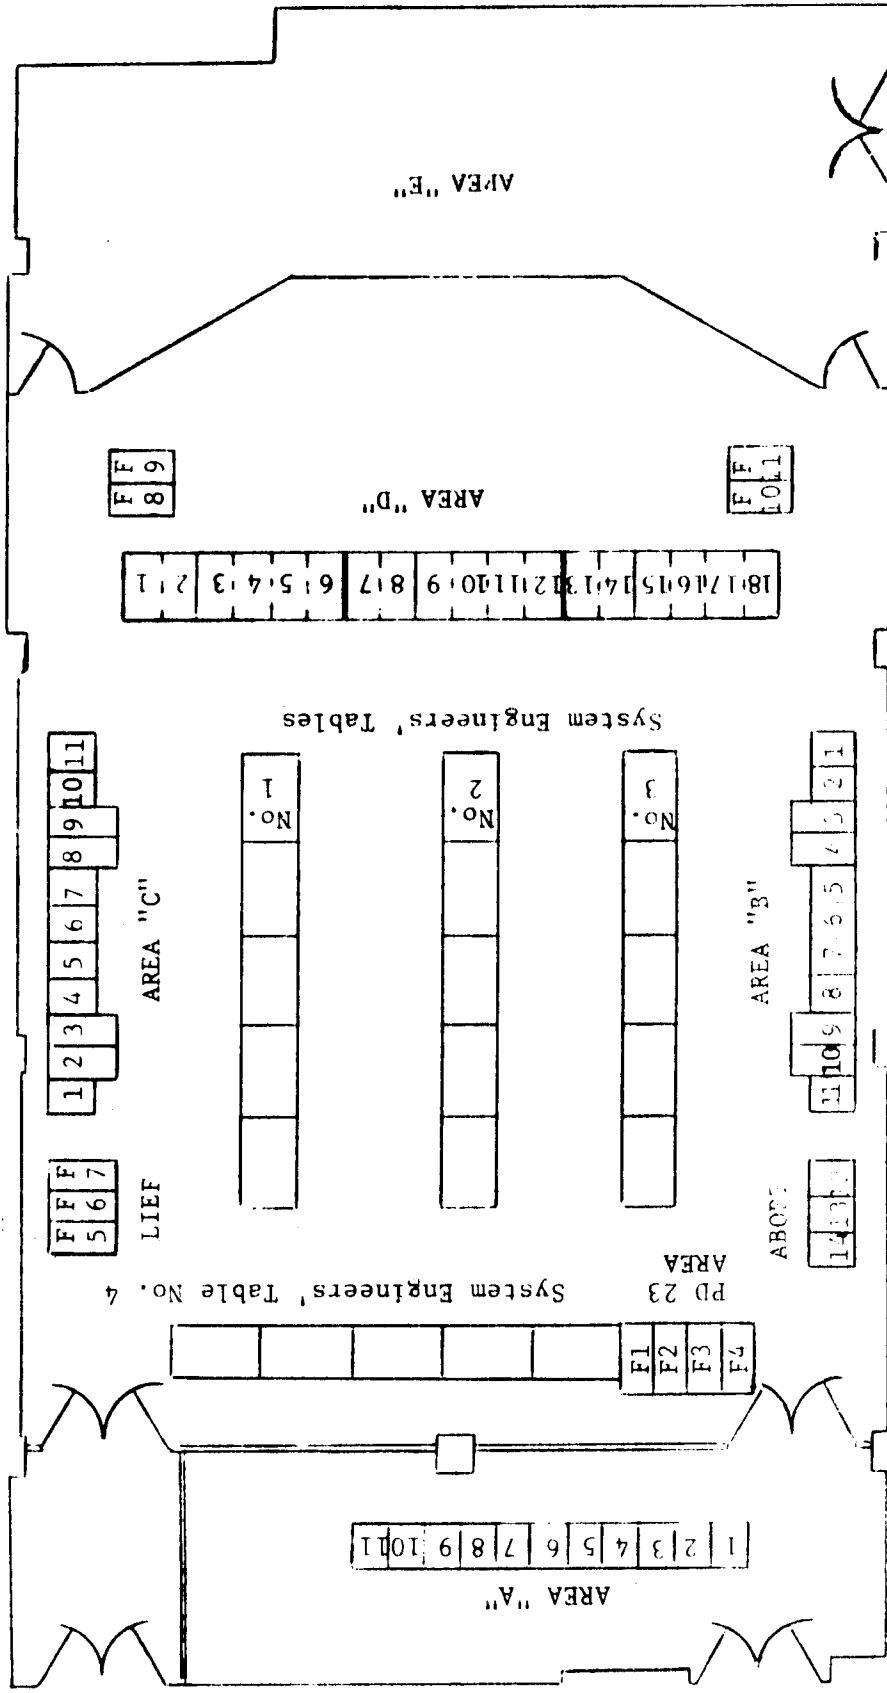 AREA "E"
F F
8 9
F F
10 11
AREA "D"
1 2 3 4 5 6 7 8 9 10 11 12 13 14 15 16 17 18
System Engineers' Tables
No. 1
No. 2
No. 3
1 2 3 4 5 6 7 8 9 10 11
AREA "C"
AREA "B"
11 10 9 8 7 6 5 4 3 2 1
F F F
5 6 7
LIEF
14 13
System Engineers' Table No. 4
PD 23
AREA
F1
F2
F3
F4
1 2 3 4 5 6 7 8 9 10 11
AREA "A"